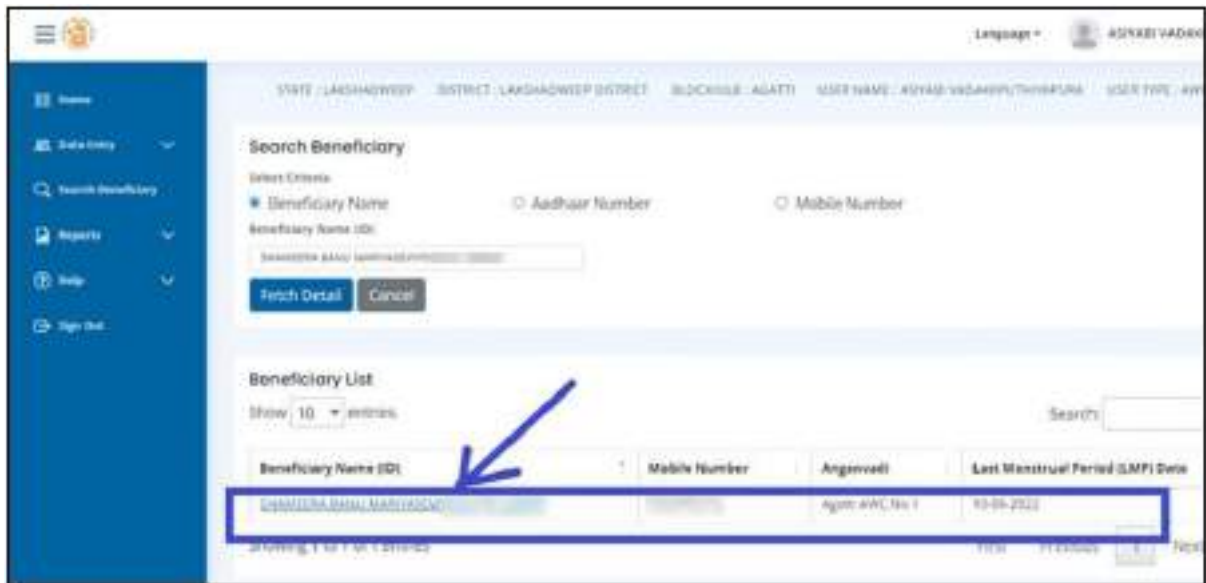 Language
STATE : LAKSHADWEEP DISTRICT : LAKSHADWEEP DISTRICT AGATTI USER NAME : USER TYPE :
Home
Data Entry
Search Beneficiary
Reports
Help
Sign Out
Search Beneficiary
Select Criteria
Beneficiary Name Aadhaar Number Mobile Number
Beneficiary Name (ID)
Fetch Detail Cancel
Beneficiary List
Show 10 entries Search:
Beneficiary Name (ID) Mobile Number Anganvadi Last Menstrual Period (LMP) Date
Agatti AWC No 1
Showing 1 to 1 of 1 entries First Previous 1 Next